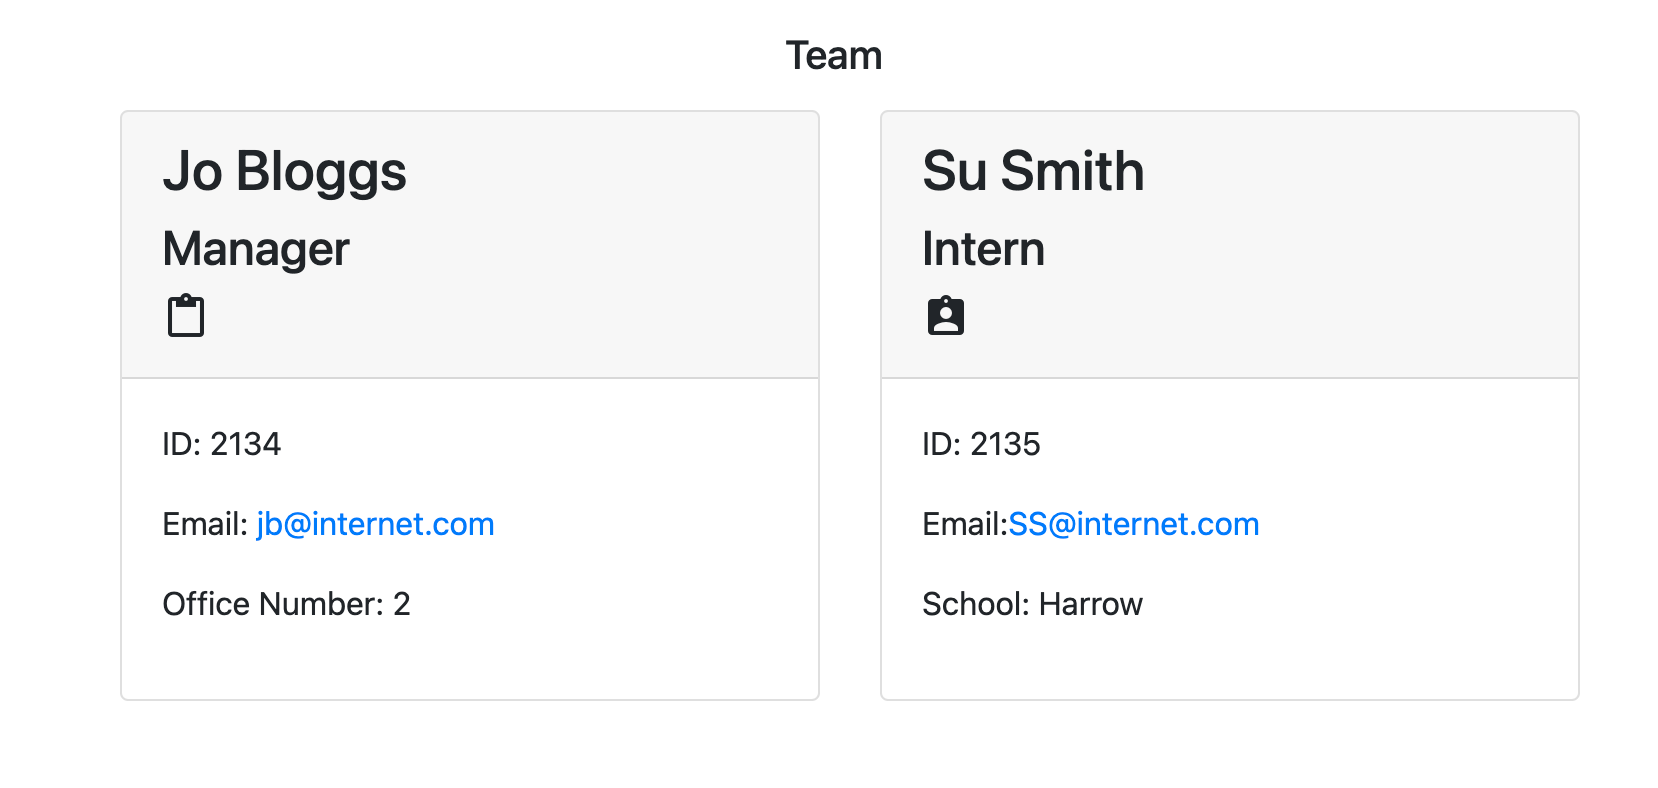 Team
Jo Bloggs
Manager
ID: 2134
Email: jb@internet.com
Office Number: 2
Su Smith
Intern
ID: 2135
Email:SS@internet.com
School: Harrow